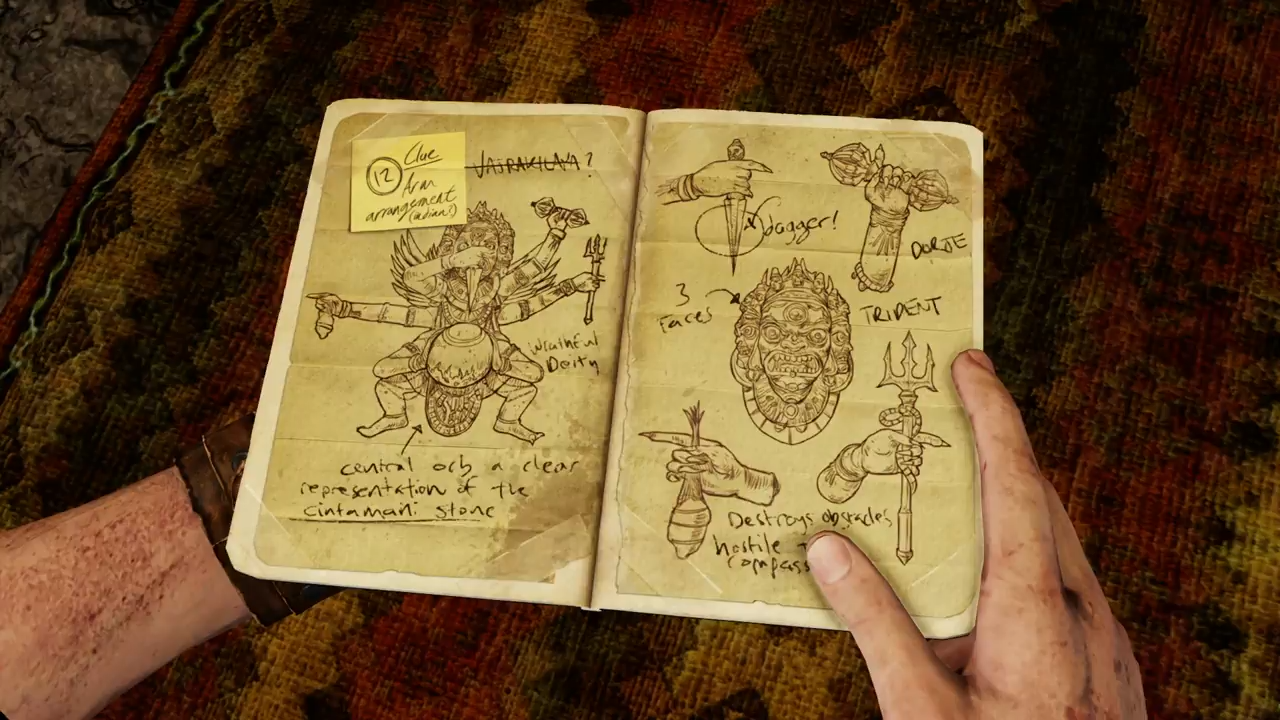 Clue
12
Arm
arrangement
(indian?)
VAJRAKILAYA?
Wrathful
Deity
central orb a clear
representation of the
cintamani stone
dagger!
DORJE
3
Faces
TRIDENT
Destroys obstacles
hostile
compass